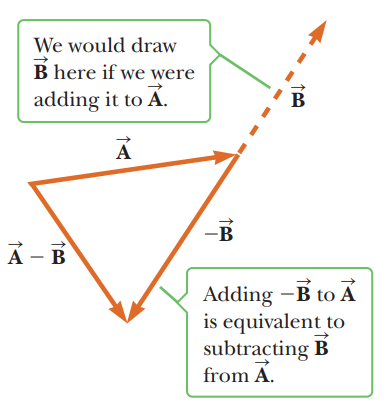 We would draw
B⃗ here if we were
adding it to A⃗.
B⃗
A⃗
−B⃗
A⃗ − B⃗
Adding −B⃗ to A⃗
is equivalent to
subtracting B⃗
from A⃗.